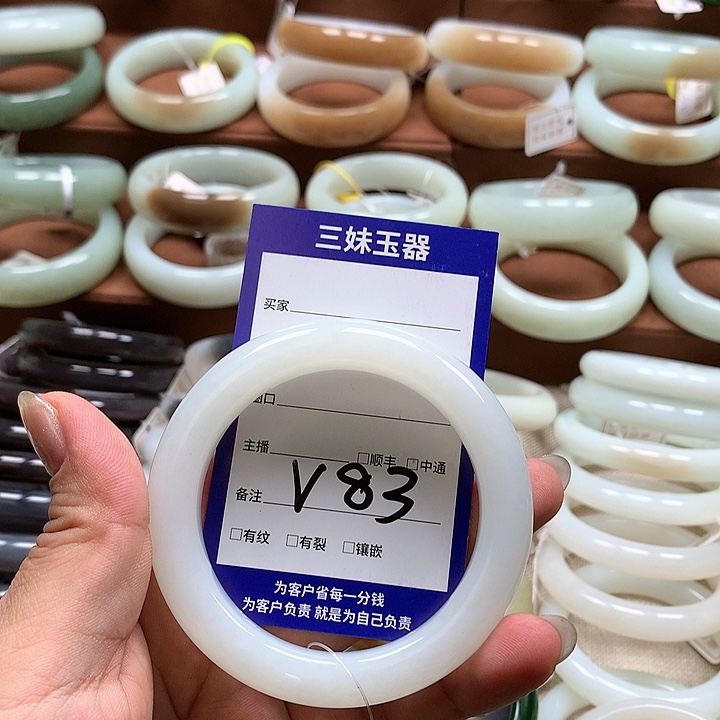 三妹玉器
买家
窗口
主播 □顺丰 □中通
备注 V83
□有纹 □有裂 □镶嵌
为客户省每一分钱
为客户负责 就是为自己负责